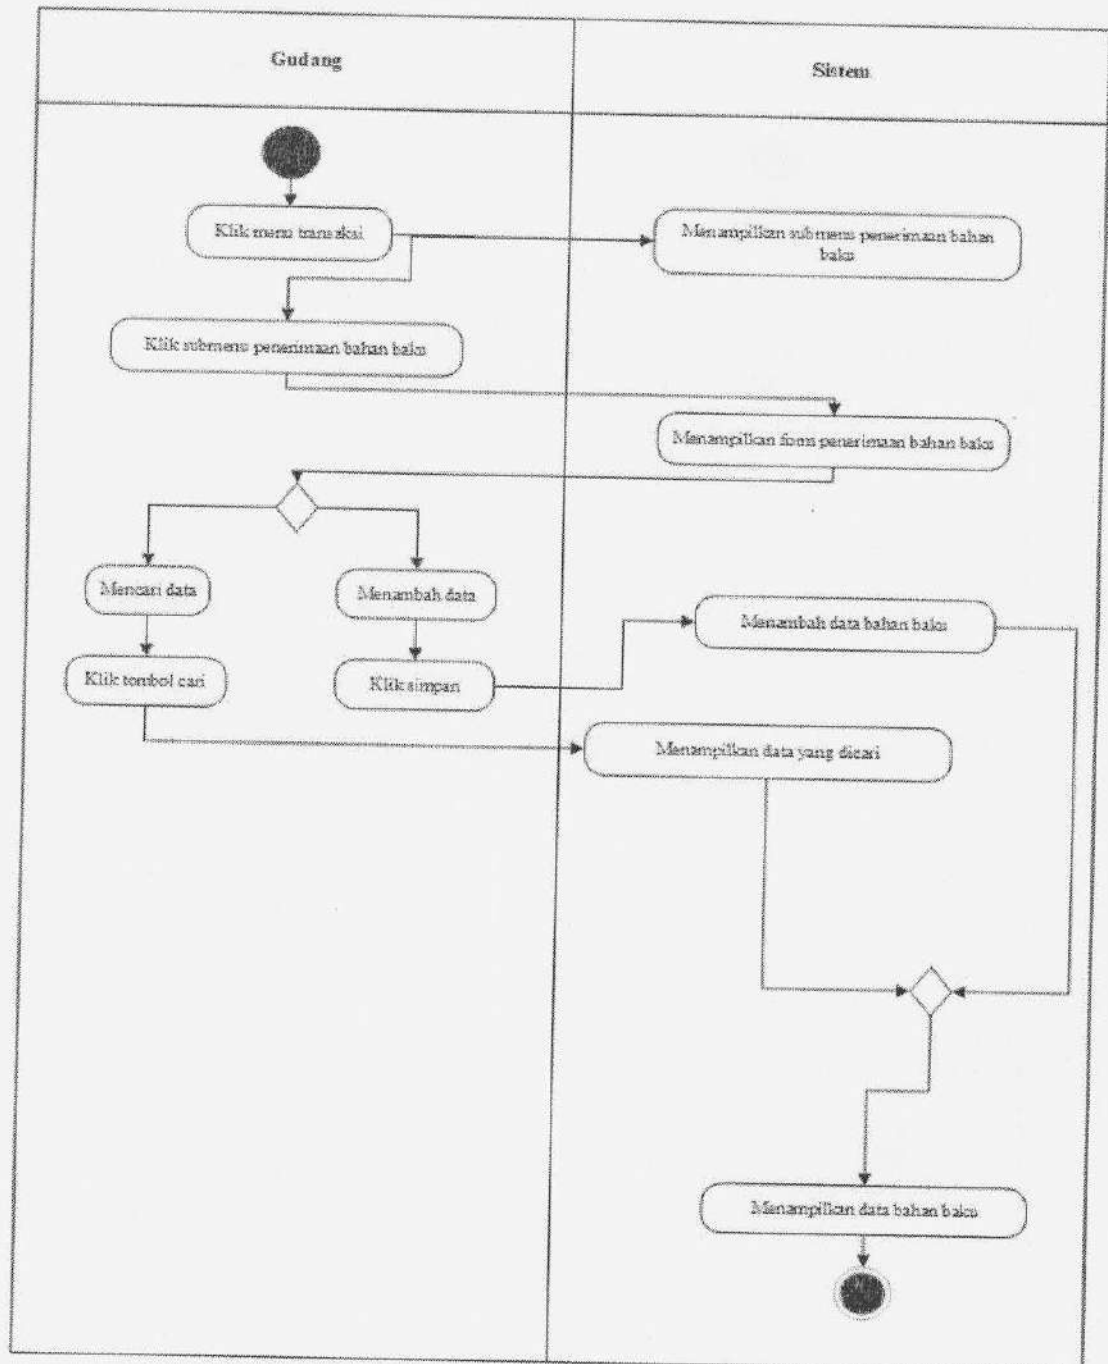 Gudang
Sistem
Klik menu transaksi
Menampilkan submenu penerimaan bahan
baku
Klik submenu penerimaan bahan baku
Menampilkan form penerimaan bahan baku
Mencari data
Menambah data
Menambah data bahan baku
Klik tombol cari
Klik simpan
Menampilkan data yang dicari
Menampilkan data bahan baku